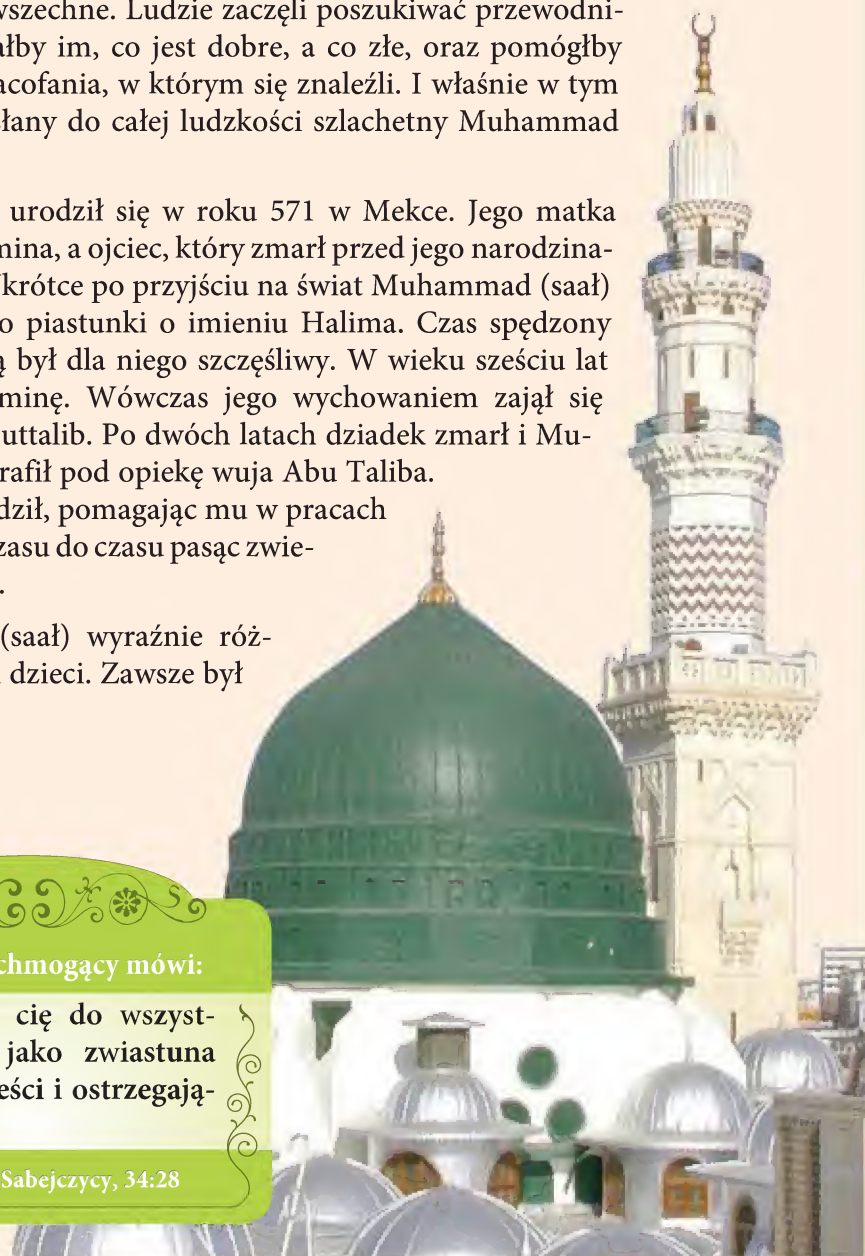 wszechne. Ludzie zaczęli poszukiwać przewodni-
ałby im, co jest dobre, a co złe, oraz pomógłby
acofania, w którym się znaleźli. I właśnie w tym
słany do całej ludzkości szlachetny Muhammad
urodził się w roku 571 w Mekce. Jego matka
mina, a ojciec, który zmarł przed jego narodzina-
krótce po przyjściu na świat Muhammad (saał)
o piastunki o imieniu Halima. Czas spędzony
ą był dla niego szczęśliwy. W wieku sześciu lat
minę. Wówczas jego wychowaniem zajął się
uttalib. Po dwóch latach dziadek zmarł i Mu-
rafił pod opiekę wuja Abu Taliba.
dził, pomagając mu w pracach
zasu do czasu pasąc zwie-
.
(saał) wyraźnie róż-
dzieci. Zawsze był
chmogący mówi:
cię do wszyst-
jako zwiastuna
eści i ostrzegają-
Sabejczycy, 34:28